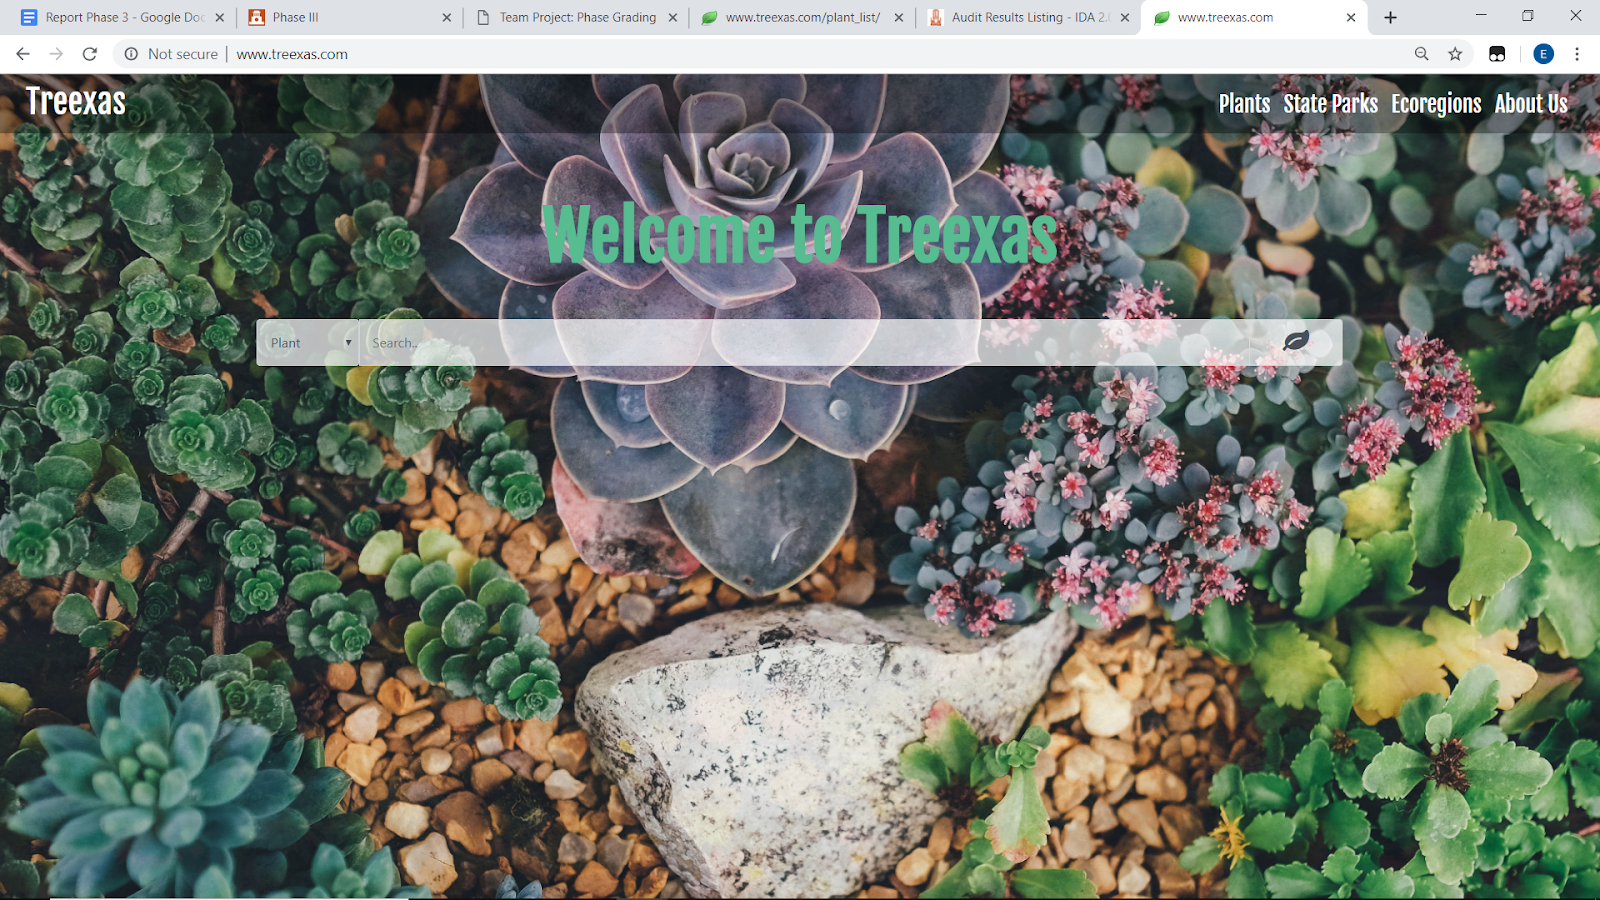 Report Phase 3 - Google Doc
Phase III
Team Project: Phase Grading
www.treexas.com/plant_list/
Audit Results Listing - IDA 2.0
www.treexas.com
Not secure | www.treexas.com
E
Treexas
Plants State Parks Ecoregions About Us
Welcome to Treexas
Plant
Search..